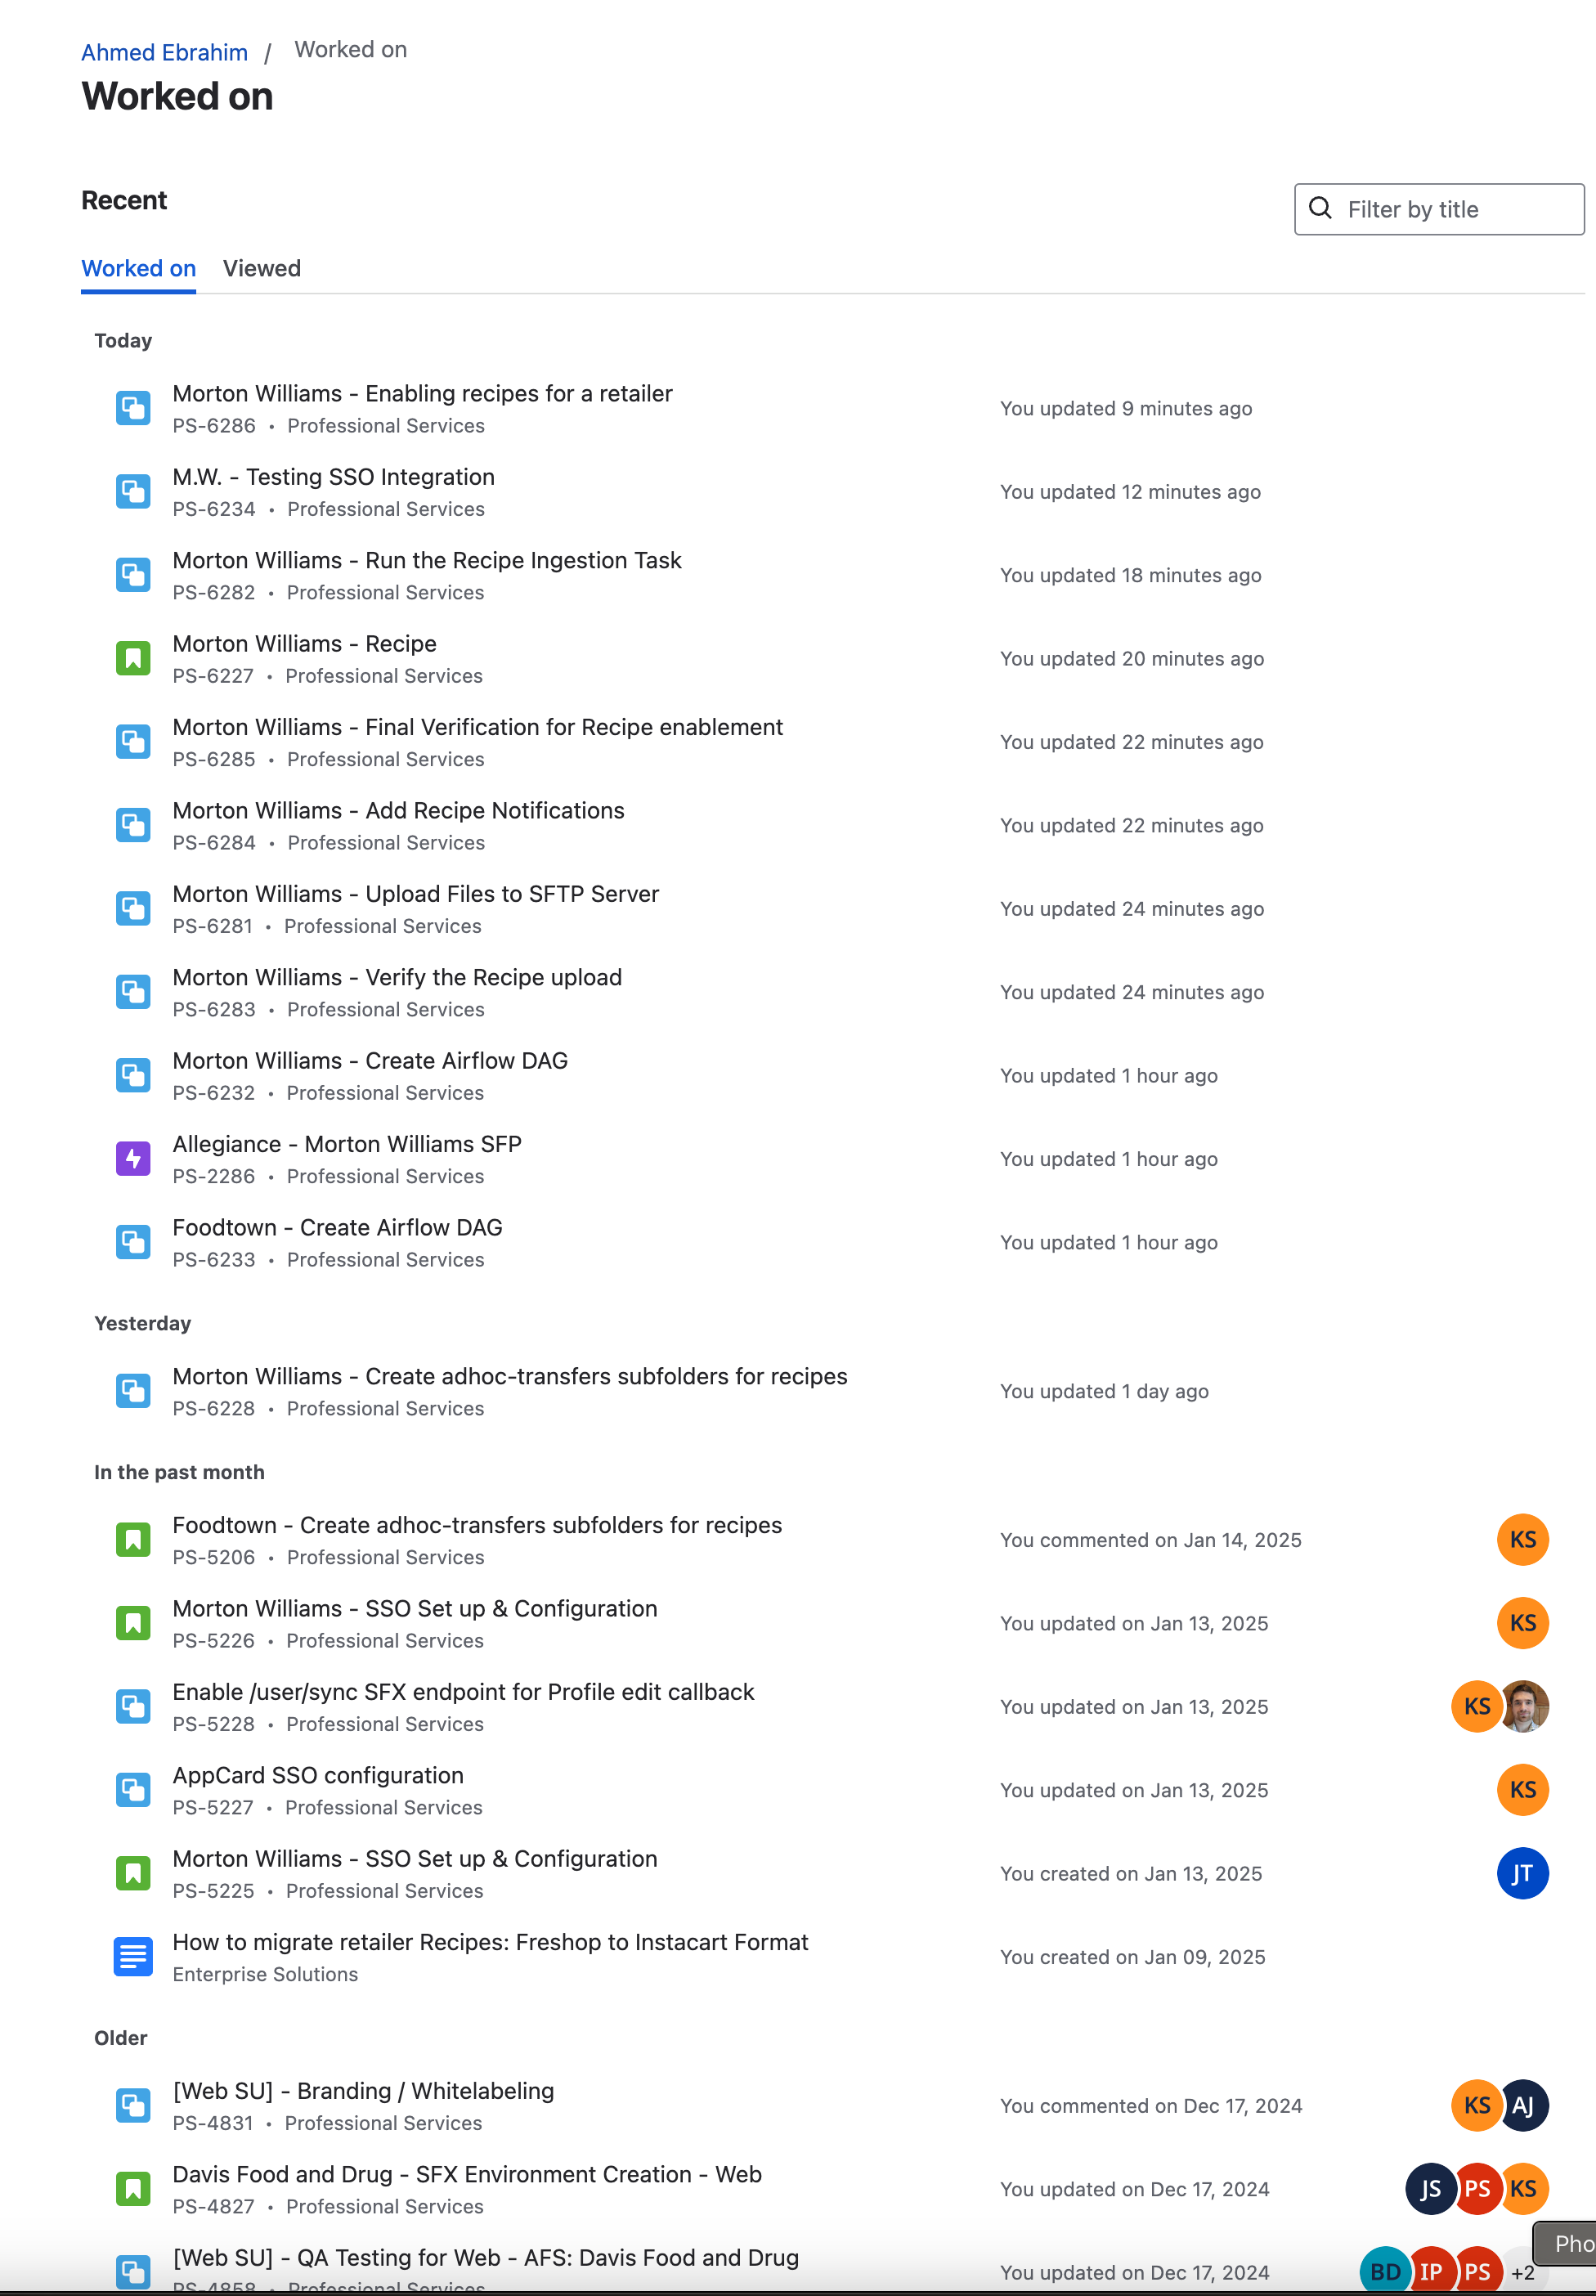 Ahmed Ebrahim / Worked on
Worked on
Recent
Filter by title
Worked on Viewed
Today
Morton Williams - Enabling recipes for a retailer
PS-6286 • Professional Services
You updated 9 minutes ago
M.W. - Testing SSO Integration
PS-6234 • Professional Services
You updated 12 minutes ago
Morton Williams - Run the Recipe Ingestion Task
PS-6282 • Professional Services
You updated 18 minutes ago
Morton Williams - Recipe
PS-6227 • Professional Services
You updated 20 minutes ago
Morton Williams - Final Verification for Recipe enablement
PS-6285 • Professional Services
You updated 22 minutes ago
Morton Williams - Add Recipe Notifications
PS-6284 • Professional Services
You updated 22 minutes ago
Morton Williams - Upload Files to SFTP Server
PS-6281 • Professional Services
You updated 24 minutes ago
Morton Williams - Verify the Recipe upload
PS-6283 • Professional Services
You updated 24 minutes ago
Morton Williams - Create Airflow DAG
PS-6232 • Professional Services
You updated 1 hour ago
Allegiance - Morton Williams SFP
PS-2286 • Professional Services
You updated 1 hour ago
Foodtown - Create Airflow DAG
PS-6233 • Professional Services
You updated 1 hour ago
Yesterday
Morton Williams - Create adhoc-transfers subfolders for recipes
PS-6228 • Professional Services
You updated 1 day ago
In the past month
Foodtown - Create adhoc-transfers subfolders for recipes
PS-5206 • Professional Services
You commented on Jan 14, 2025
KS
Morton Williams - SSO Set up & Configuration
PS-5226 • Professional Services
You updated on Jan 13, 2025
KS
Enable /user/sync SFX endpoint for Profile edit callback
PS-5228 • Professional Services
You updated on Jan 13, 2025
KS
AppCard SSO configuration
PS-5227 • Professional Services
You updated on Jan 13, 2025
KS
Morton Williams - SSO Set up & Configuration
PS-5225 • Professional Services
You created on Jan 13, 2025
JT
How to migrate retailer Recipes: Freshop to Instacart Format
Enterprise Solutions
You created on Jan 09, 2025
Older
[Web SU] - Branding / Whitelabeling
PS-4831 • Professional Services
You commented on Dec 17, 2024
KS AJ
Davis Food and Drug - SFX Environment Creation - Web
PS-4827 • Professional Services
You updated on Dec 17, 2024
JS PS KS
Pho
[Web SU] - QA Testing for Web - AFS: Davis Food and Drug
PS-4858 • Professional Services
You updated on Dec 17, 2024
BD IP PS +2